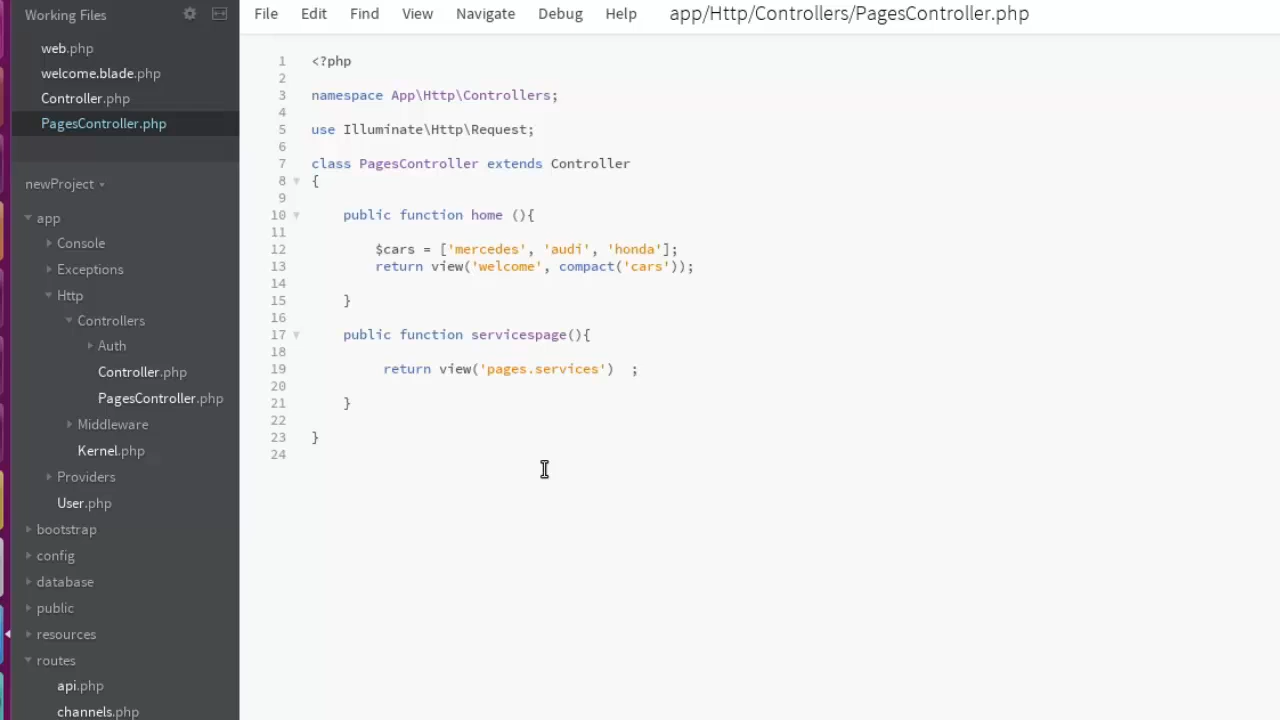 Working Files
web.php
welcome.blade.php
Controller.php
PagesController.php
newProject
app
Console
Exceptions
Http
Controllers
Auth
Controller.php
PagesController.php
Middleware
Kernel.php
Providers
User.php
bootstrap
config
database
public
resources
routes
api.php
channels.php
File Edit Find View Navigate Debug Help app/Http/Controllers/PagesController.php
1 <?php
2
3 namespace App\Http\Controllers;
4
5 use Illuminate\Http\Request;
6
7 class PagesController extends Controller
8 {
9
10 public function home (){
11
12 $cars = ['mercedes', 'audi', 'honda'];
13 return view('welcome', compact('cars'));
14
15 }
16
17 public function servicespage(){
18
19 return view('pages.services')  ;
20
21 }
22
23 }
24